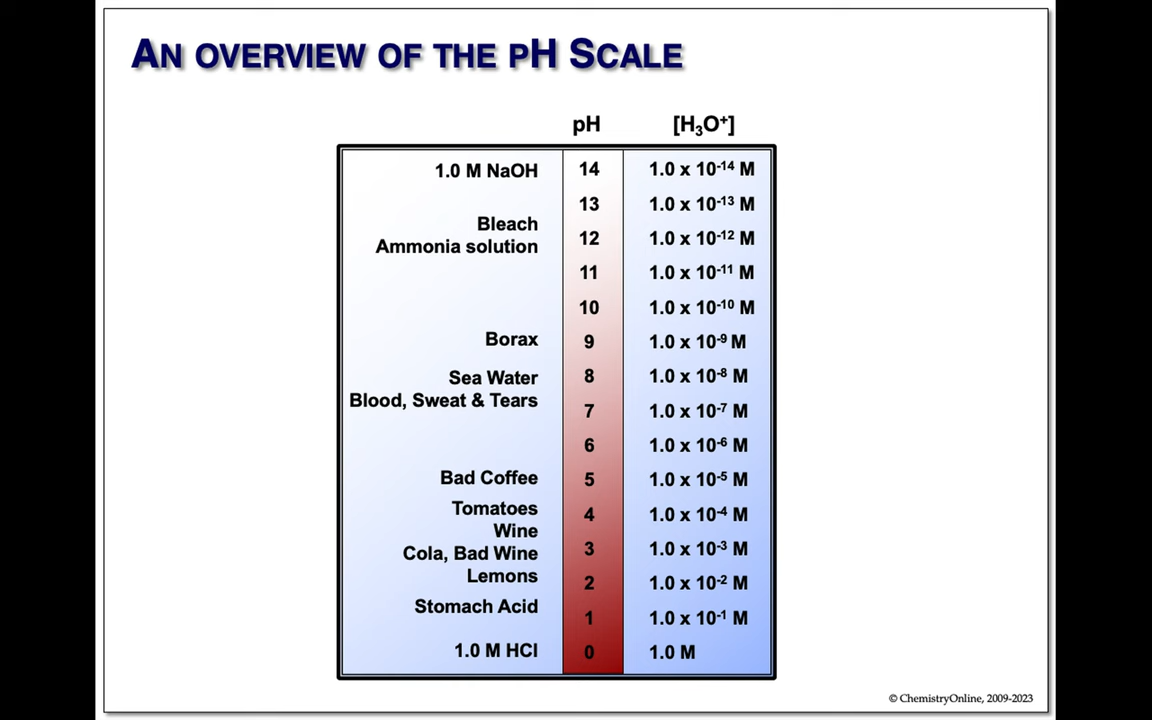 AN OVERVIEW OF THE PH SCALE
pH [H₃O⁺]
1.0 M NaOH 14 1.0 x 10⁻¹⁴ M
13 1.0 x 10⁻¹³ M
Bleach
Ammonia solution 12 1.0 x 10⁻¹² M
11 1.0 x 10⁻¹¹ M
10 1.0 x 10⁻¹⁰ M
Borax 9 1.0 x 10⁻⁹ M
Sea Water 8 1.0 x 10⁻⁸ M
Blood, Sweat & Tears 7 1.0 x 10⁻⁷ M
6 1.0 x 10⁻⁶ M
Bad Coffee 5 1.0 x 10⁻⁵ M
Tomatoes 4 1.0 x 10⁻⁴ M
Wine
Cola, Bad Wine 3 1.0 x 10⁻³ M
Lemons 2 1.0 x 10⁻² M
Stomach Acid 1 1.0 x 10⁻¹ M
1.0 M HCl 0 1.0 M
© ChemistryOnline, 2009-2023